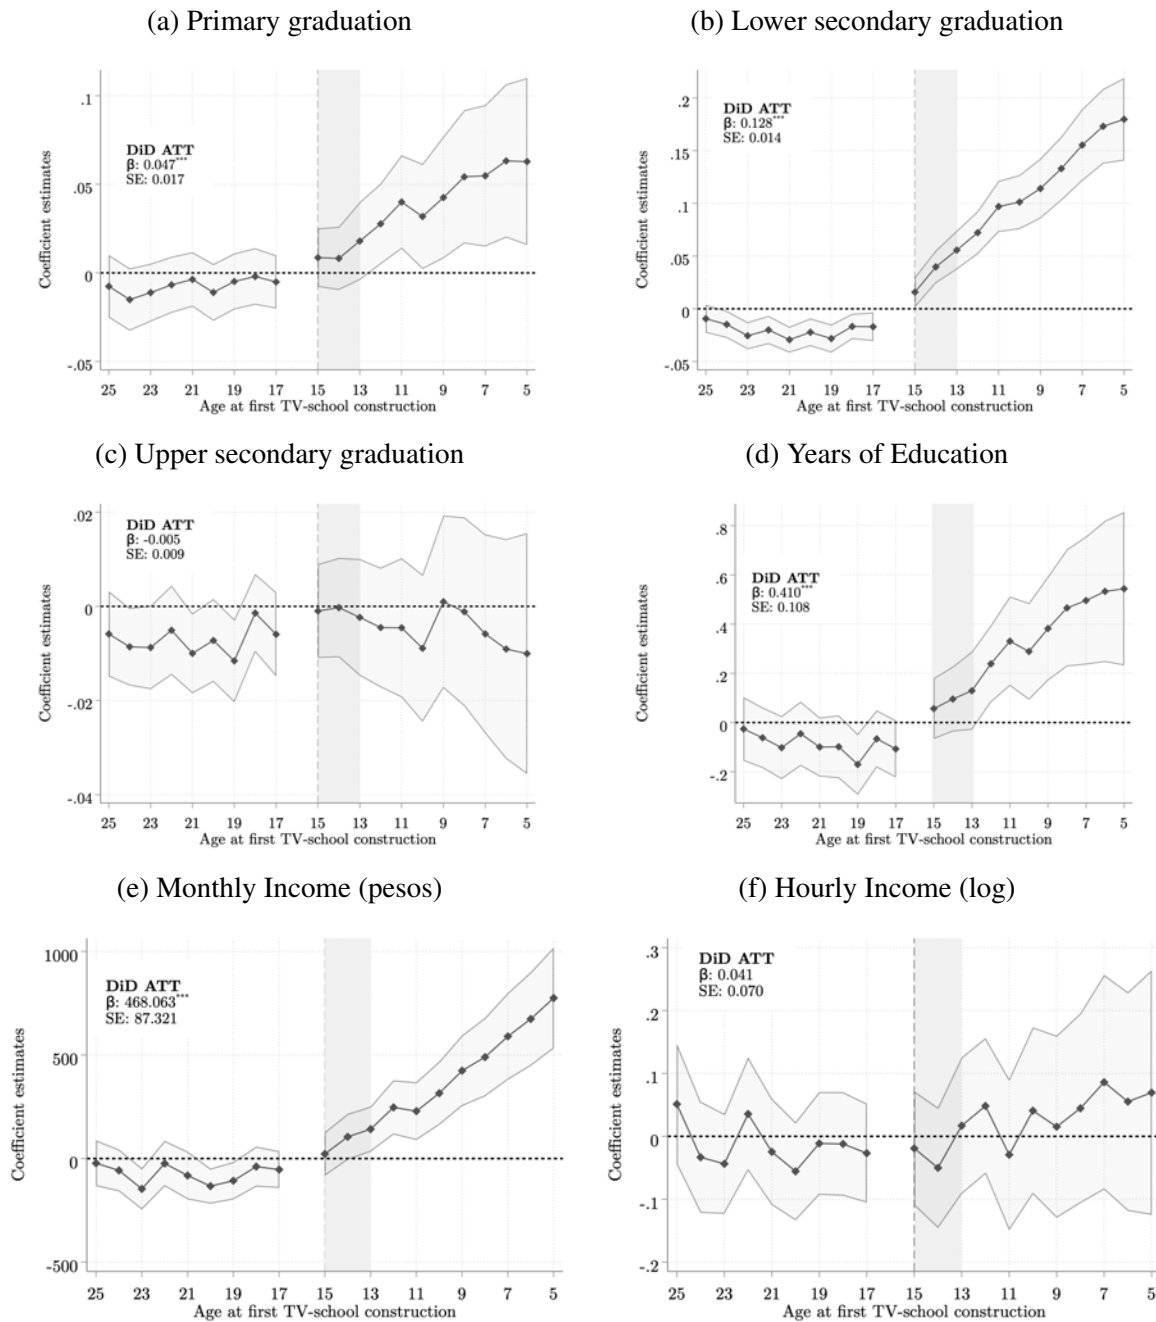 (a) Primary graduation
Coefficient estimates
.1
.05
0
-.05
DiD ATT
β: 0.047***
SE: 0.017
25 23 21 19 17 15 13 11 9 7 5
Age at first TV-school construction
(b) Lower secondary graduation
Coefficient estimates
.2
.15
.1
.05
0
-.05
DiD ATT
β: 0.128***
SE: 0.014
25 23 21 19 17 15 13 11 9 7 5
Age at first TV-school construction
(c) Upper secondary graduation
Coefficient estimates
.02
0
-.02
-.04
DiD ATT
β: -0.005
SE: 0.009
25 23 21 19 17 15 13 11 9 7 5
Age at first TV-school construction
(d) Years of Education
Coefficient estimates
.8
.6
.4
.2
0
-.2
DiD ATT
β: 0.410***
SE: 0.108
25 23 21 19 17 15 13 11 9 7 5
Age at first TV-school construction
(e) Monthly Income (pesos)
Coefficient estimates
1000
500
0
-500
DiD ATT
β: 468.063***
SE: 87.321
25 23 21 19 17 15 13 11 9 7 5
Age at first TV-school construction
(f) Hourly Income (log)
Coefficient estimates
.3
.2
.1
0
-.1
-.2
DiD ATT
β: 0.041
SE: 0.070
25 23 21 19 17 15 13 11 9 7 5
Age at first TV-school construction